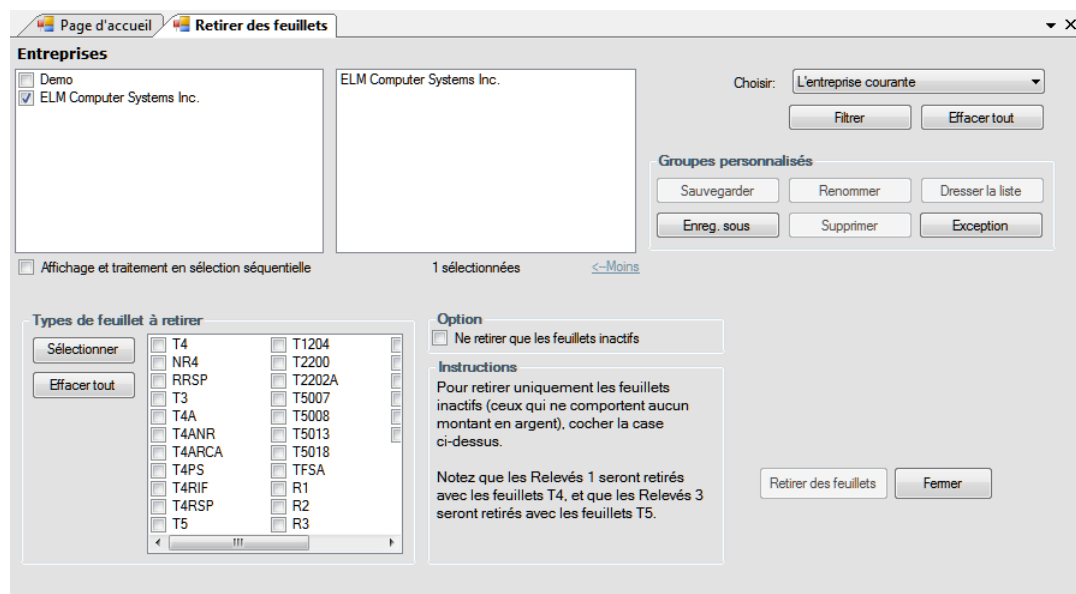 Page d'accueil
Retirer des feuillets
Entreprises
Demo
ELM Computer Systems Inc.
ELM Computer Systems Inc.
Choisir:
L'entreprise courante
Filtrer
Effacer tout
Groupes personnalisés
Sauvegarder
Renommer
Dresser la liste
Enreg. sous
Supprimer
Exception
Affichage et traitement en sélection séquentielle
1 sélectionnées
<--Moins
Types de feuillet à retirer
Sélectionner
Effacer tout
T4
NR4
RRSP
T3
T4A
T4ANR
T4ARCA
T4PS
T4RIF
T4RSP
T5
T1204
T2200
T2202A
T5007
T5008
T5013
T5018
TFSA
R1
R2
R3
Option
Ne retirer que les feuillets inactifs
Instructions
Pour retirer uniquement les feuillets
inactifs (ceux qui ne comportent aucun
montant en argent), cocher la case
ci-dessus.
Notez que les Relevés 1 seront retirés
avec les feuillets T4, et que les Relevés 3
seront retirés avec les feuillets T5.
Retirer des feuillets
Fermer